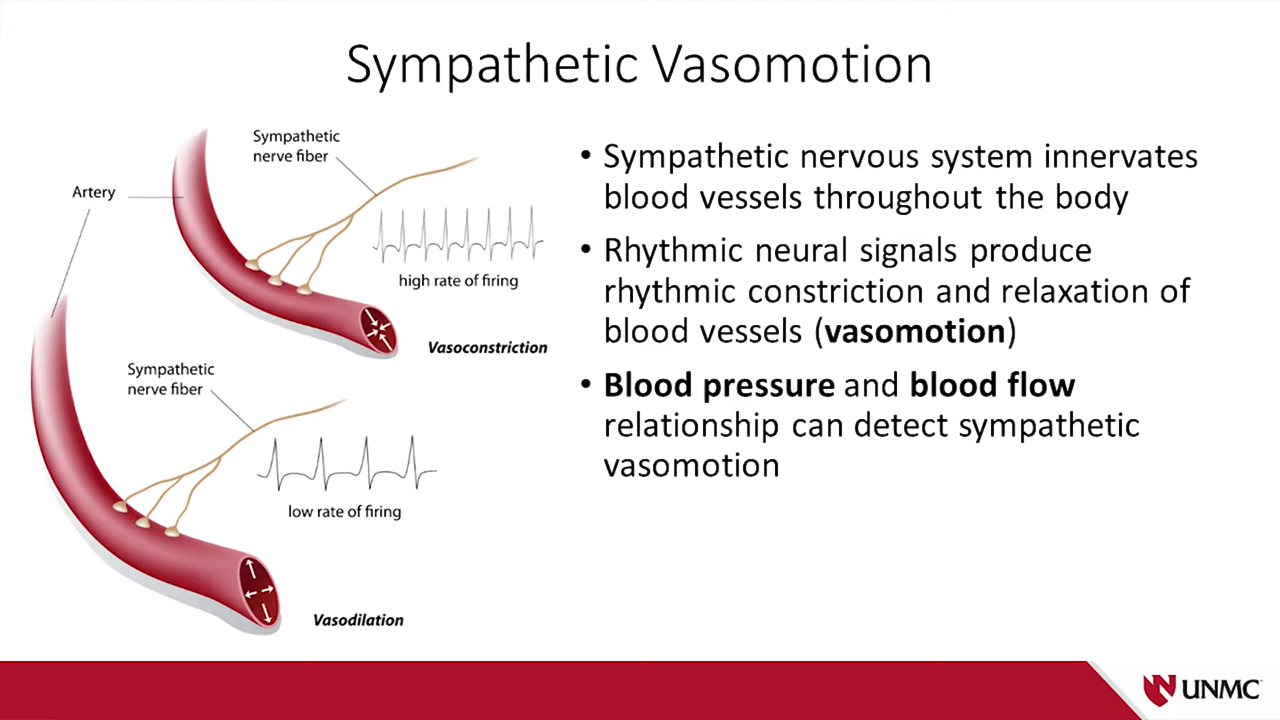 Sympathetic Vasomotion
Sympathetic
nerve fiber
Artery
high rate of firing
Vasoconstriction
Sympathetic
nerve fiber
low rate of firing
Vasodilation
• Sympathetic nervous system innervates
blood vessels throughout the body
• Rhythmic neural signals produce
rhythmic constriction and relaxation of
blood vessels (vasomotion)
• Blood pressure and blood flow
relationship can detect sympathetic
vasomotion
UNMC